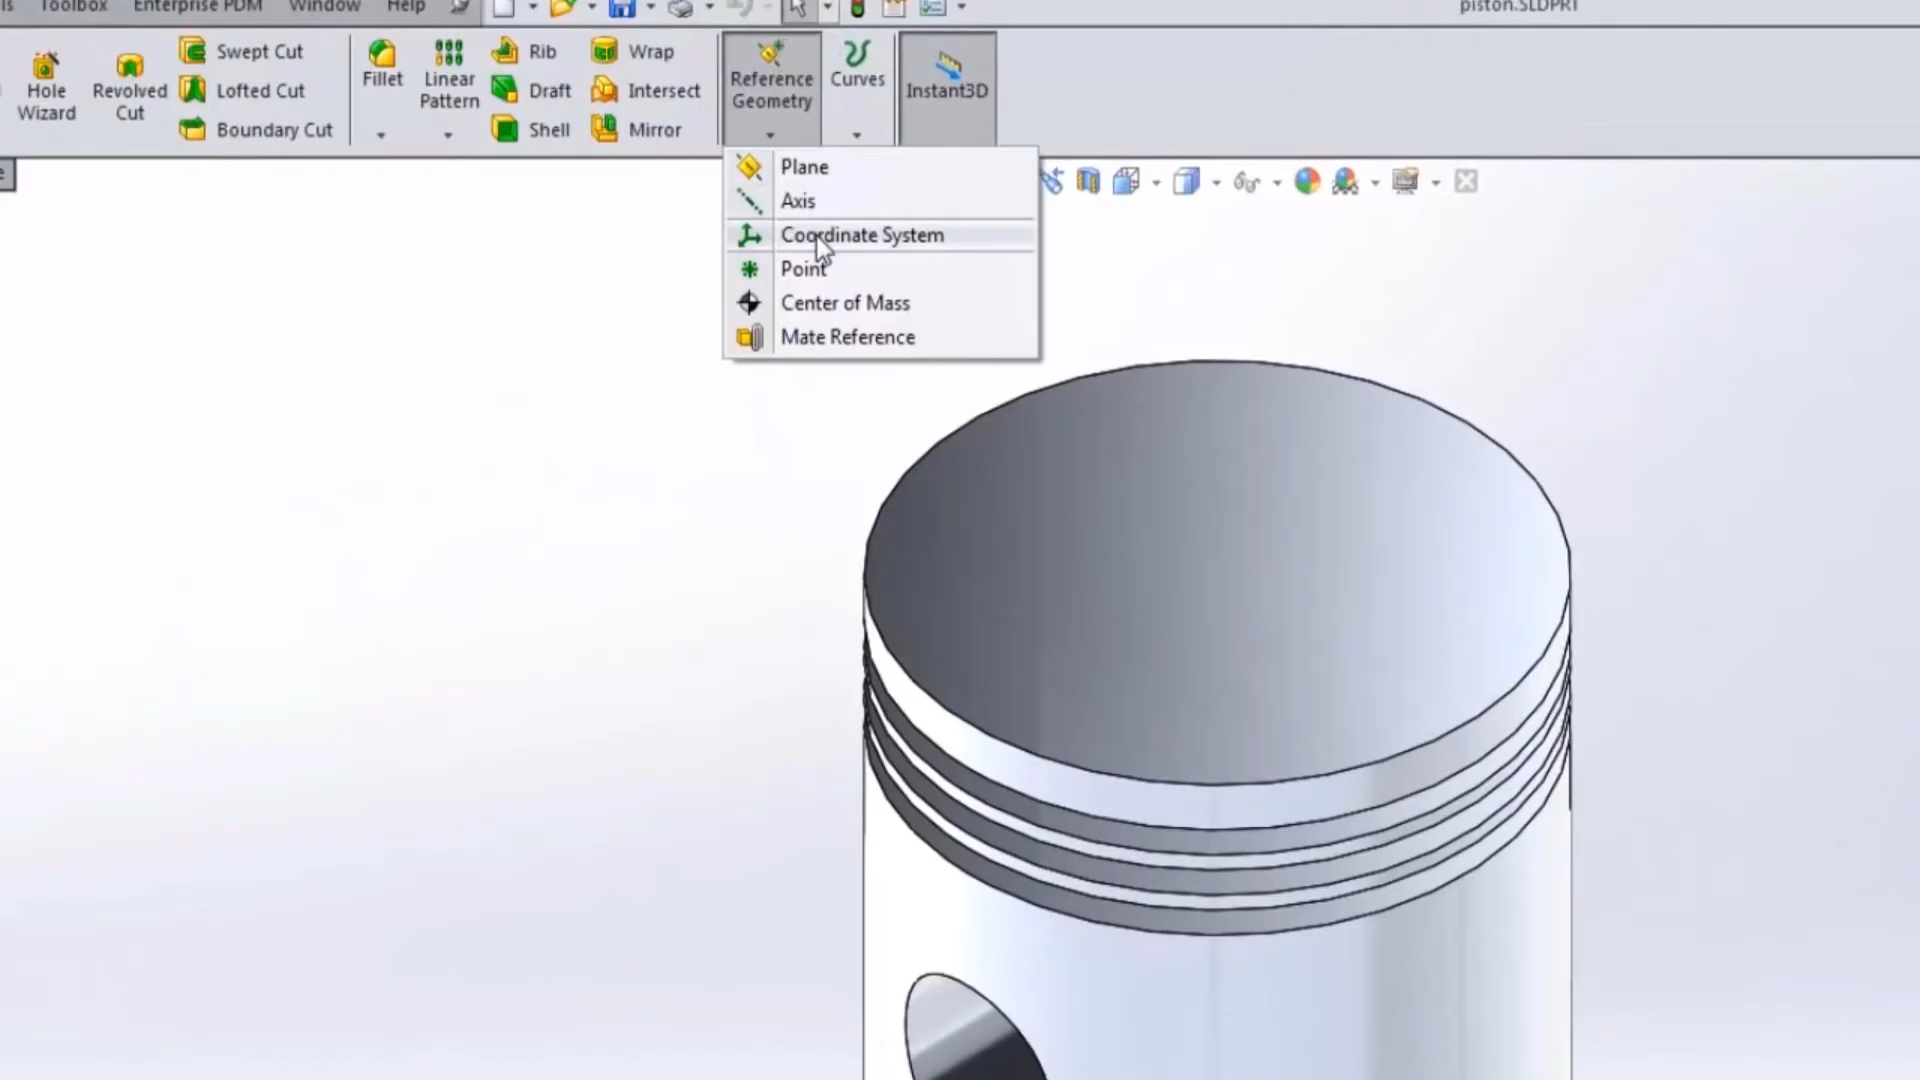 Toolbox Enterprise PDM Window Help piston.SLDPRT
Hole Wizard
Revolved Cut
Swept Cut
Lofted Cut
Boundary Cut
Fillet
Linear Pattern
Rib
Draft
Shell
Wrap
Intersect
Mirror
Reference Geometry
Curves
Instant3D
Plane
Axis
Coordinate System
Point
Center of Mass
Mate Reference